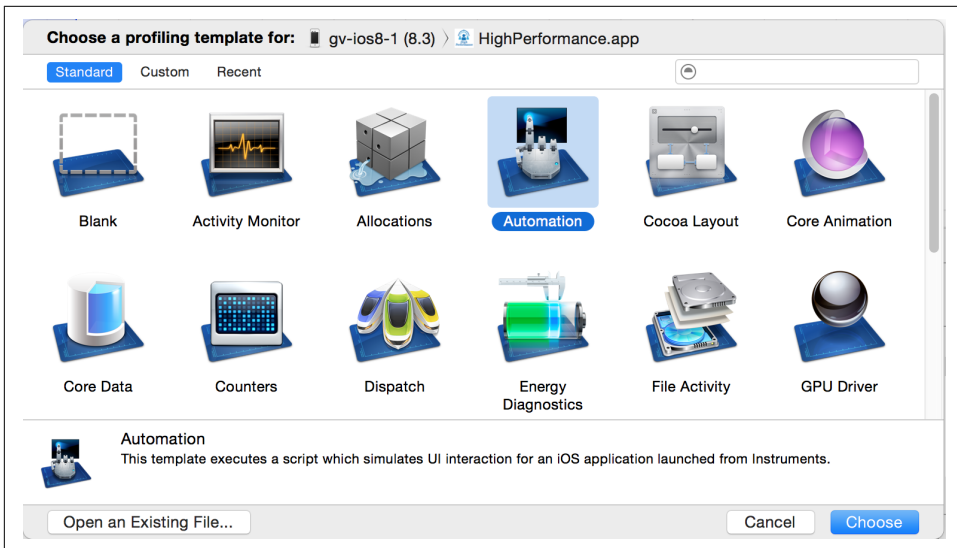 Choose a profiling template for: gv-ios8-1 (8.3) HighPerformance.app
Standard Custom Recent
Blank Activity Monitor Allocations Automation Cocoa Layout Core Animation
Core Data Counters Dispatch Energy Diagnostics File Activity GPU Driver
Automation
This template executes a script which simulates UI interaction for an iOS application launched from Instruments.
Open an Existing File... Cancel Choose